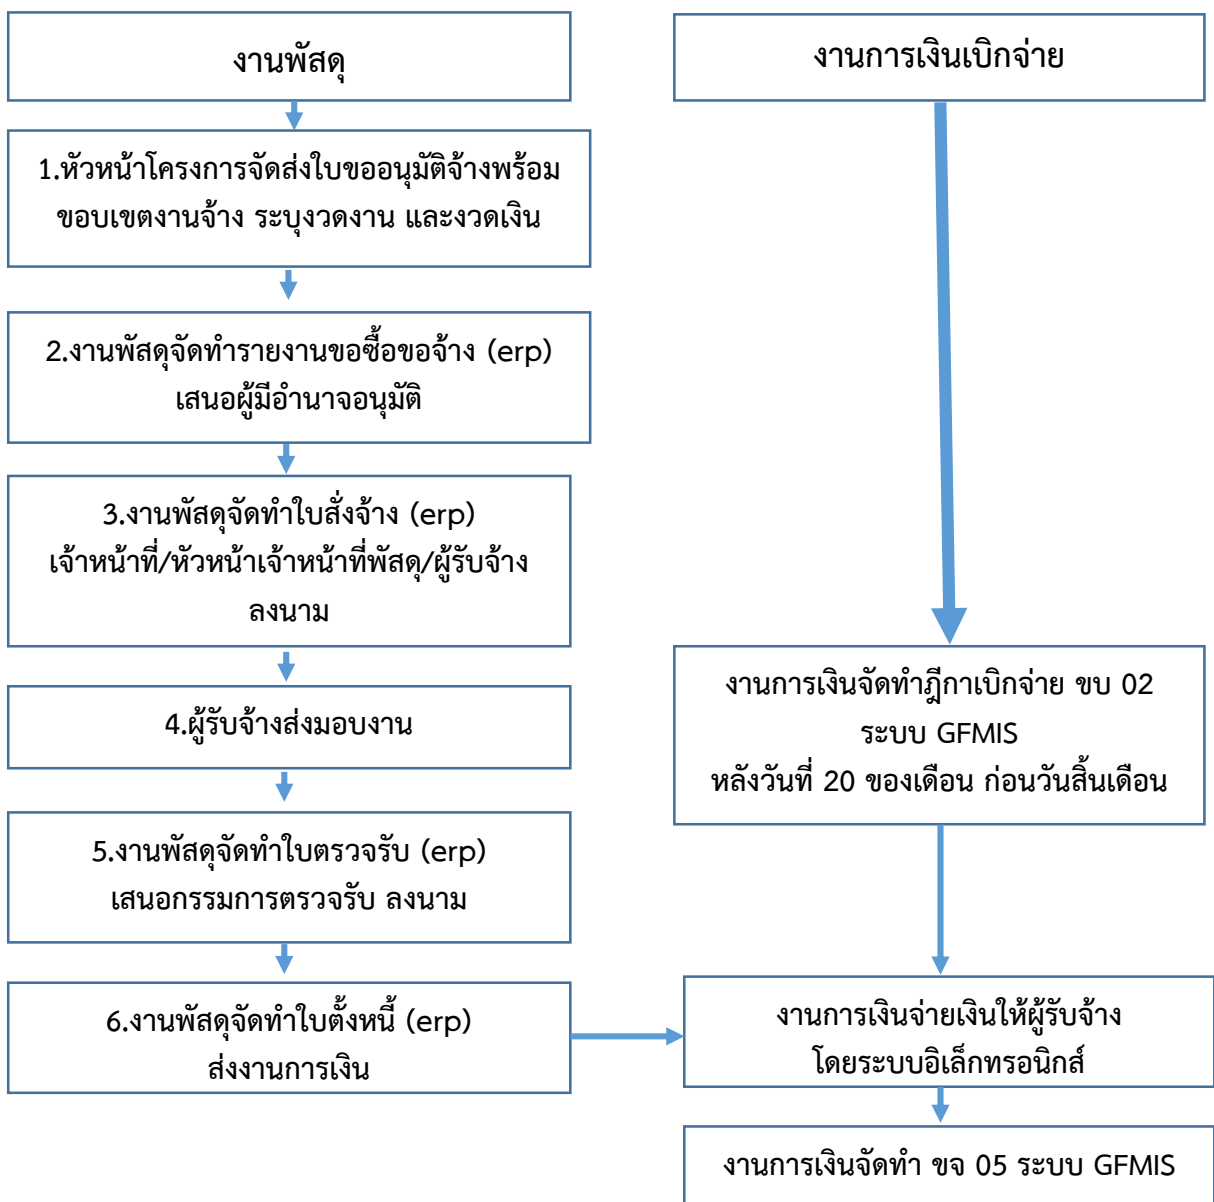 งานพัสดุ
1.หัวหน้าโครงการจัดส่งใบขออนุมัติจ้างพร้อม
ขอบเขตงานจ้าง ระบุงวดงาน และงวดเงิน
2.งานพัสดุจัดทำรายงานขอซื้อขอจ้าง (erp)
เสนอผู้มีอำนาจอนุมัติ
3.งานพัสดุจัดทำใบสั่งจ้าง (erp)
เจ้าหน้าที่/หัวหน้าเจ้าหน้าที่พัสดุ/ผู้รับจ้าง
ลงนาม
4.ผู้รับจ้างส่งมอบงาน
5.งานพัสดุจัดทำใบตรวจรับ (erp)
เสนอกรรมการตรวจรับ ลงนาม
6.งานพัสดุจัดทำใบตั้งหนี้ (erp)
ส่งงานการเงิน
งานการเงินเบิกจ่าย
งานการเงินจัดทำฎีกาเบิกจ่าย ขบ 02
ระบบ GFMIS
หลังวันที่ 20 ของเดือน ก่อนวันสิ้นเดือน
งานการเงินจ่ายเงินให้ผู้รับจ้าง
โดยระบบอิเล็กทรอนิกส์
งานการเงินจัดทำ ขจ 05 ระบบ GFMIS